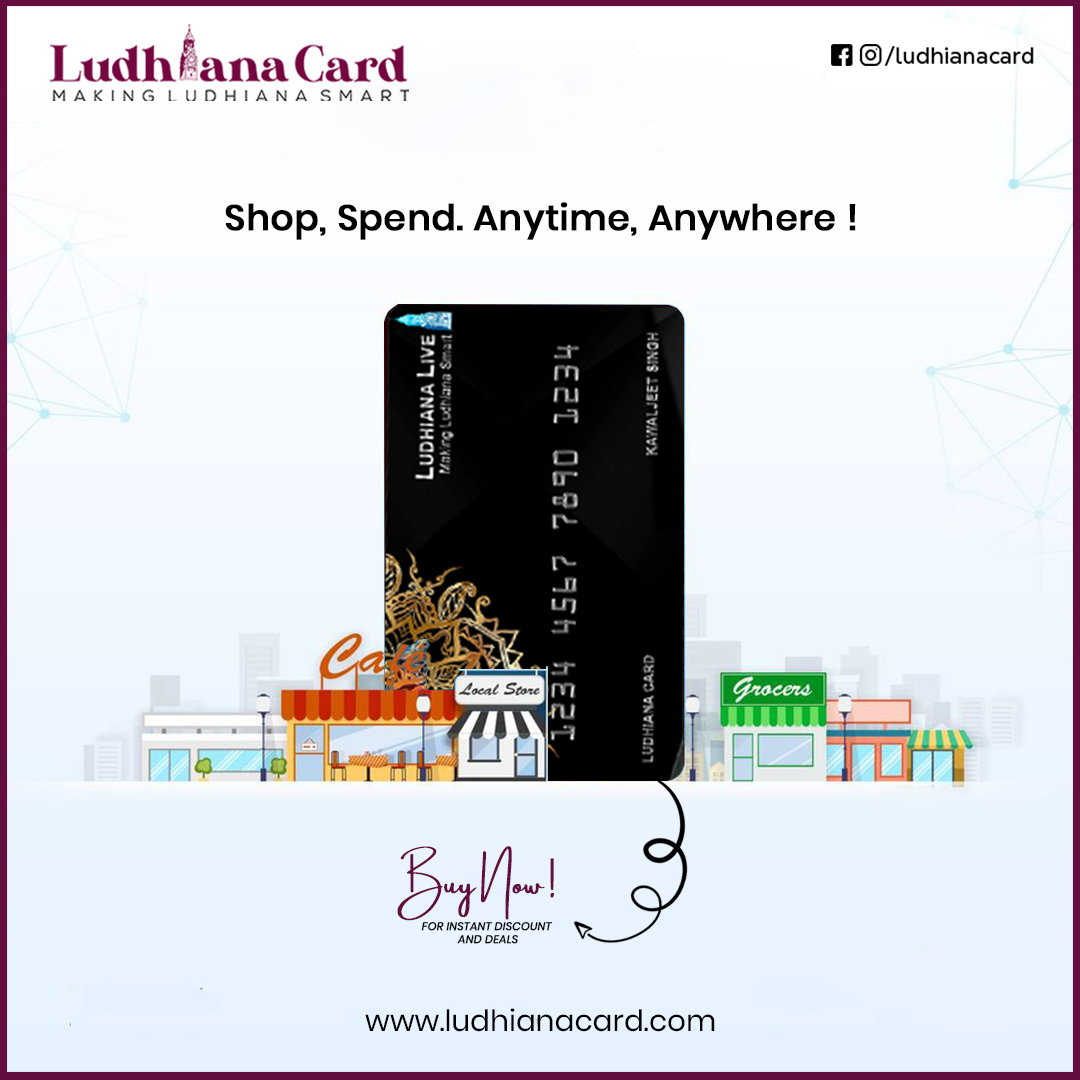 Ludhiana Card
MAKING LUDHIANA SMART
/ludhianacard
Shop, Spend. Anytime, Anywhere !
LUDHIANA LIVE
Making Ludhiana Smart
1234 4567 7890 1234
LUDHIANA CARD
KAWALJEET SINGH
Café
Local Store
Grocers
Buy Now!
FOR INSTANT DISCOUNT
AND DEALS
www.ludhianacard.com